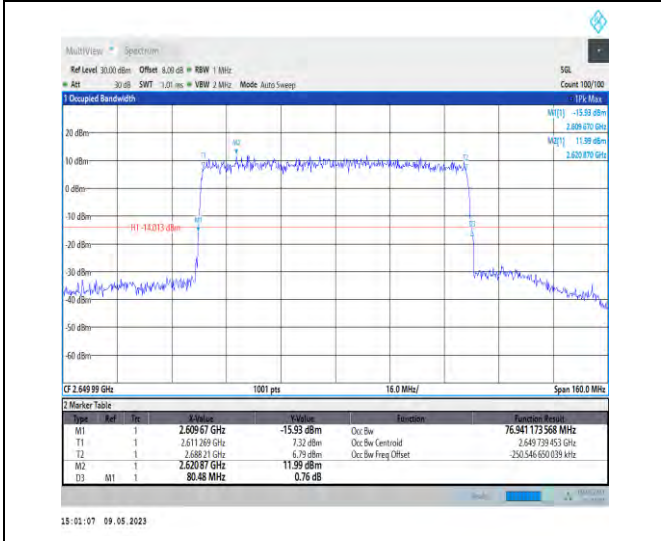 MultiView Spectrum
Ref Level 30.00 dBm Offset 8.00 dB RBW 1 MHz SGL
Att 30 dB SWT 1.01 ms VBW 2 MHz Mode Auto Sweep Count 100/100
1 Occupied Bandwidth 1Pk Max
M1[1] -15.93 dBm
2.609 670 GHz
M2[1] 11.99 dBm
2.620 870 GHz
20 dBm
M2
10 dBm
0 dBm
-10 dBm
M1
H1 -14.013 dBm
-20 dBm
-30 dBm
-40 dBm
-50 dBm
-60 dBm
CF 2.649 99 GHz 1001 pts 16.0 MHz/ Span 160.0 MHz
2 Marker Table
Type Ref Trc X-Value Y-Value Function Function Result
M1 1 2.609 67 GHz -15.93 dBm Occ Bw 76.941 173 568 MHz
T1 1 2.611 269 GHz 7.32 dBm Occ Bw Centroid 2.649 739 453 GHz
T2 1 2.688 21 GHz 6.79 dBm Occ Bw Freq Offset -250.546 650 039 kHz
M2 1 2.620 87 GHz 11.99 dBm
D3 M1 1 80.48 MHz 0.76 dB
15:01:07 09.05.2023